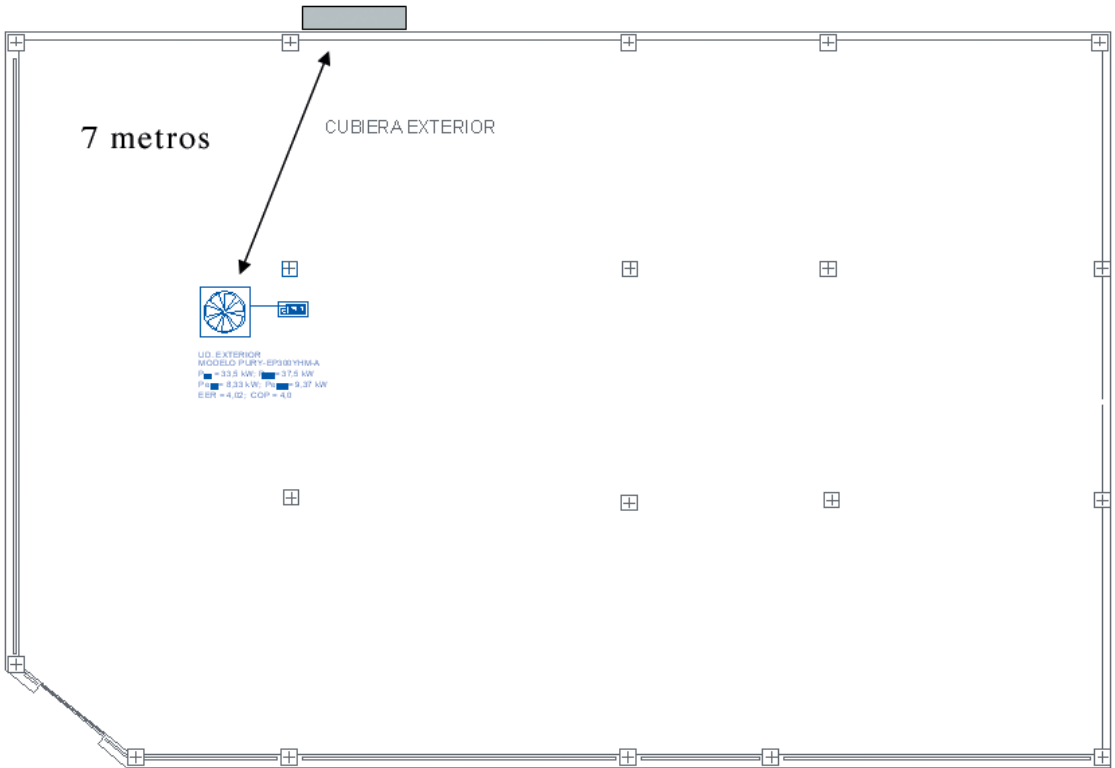 7 metros
CUBIERA EXTERIOR
UD. EXTERIOR
MODELO PURY-EP300YHM-A
= 33,5 kW; = 37,5 kW
= 8,33 kW; = 9,37 kW
EER = 4,02; COP = 4,0